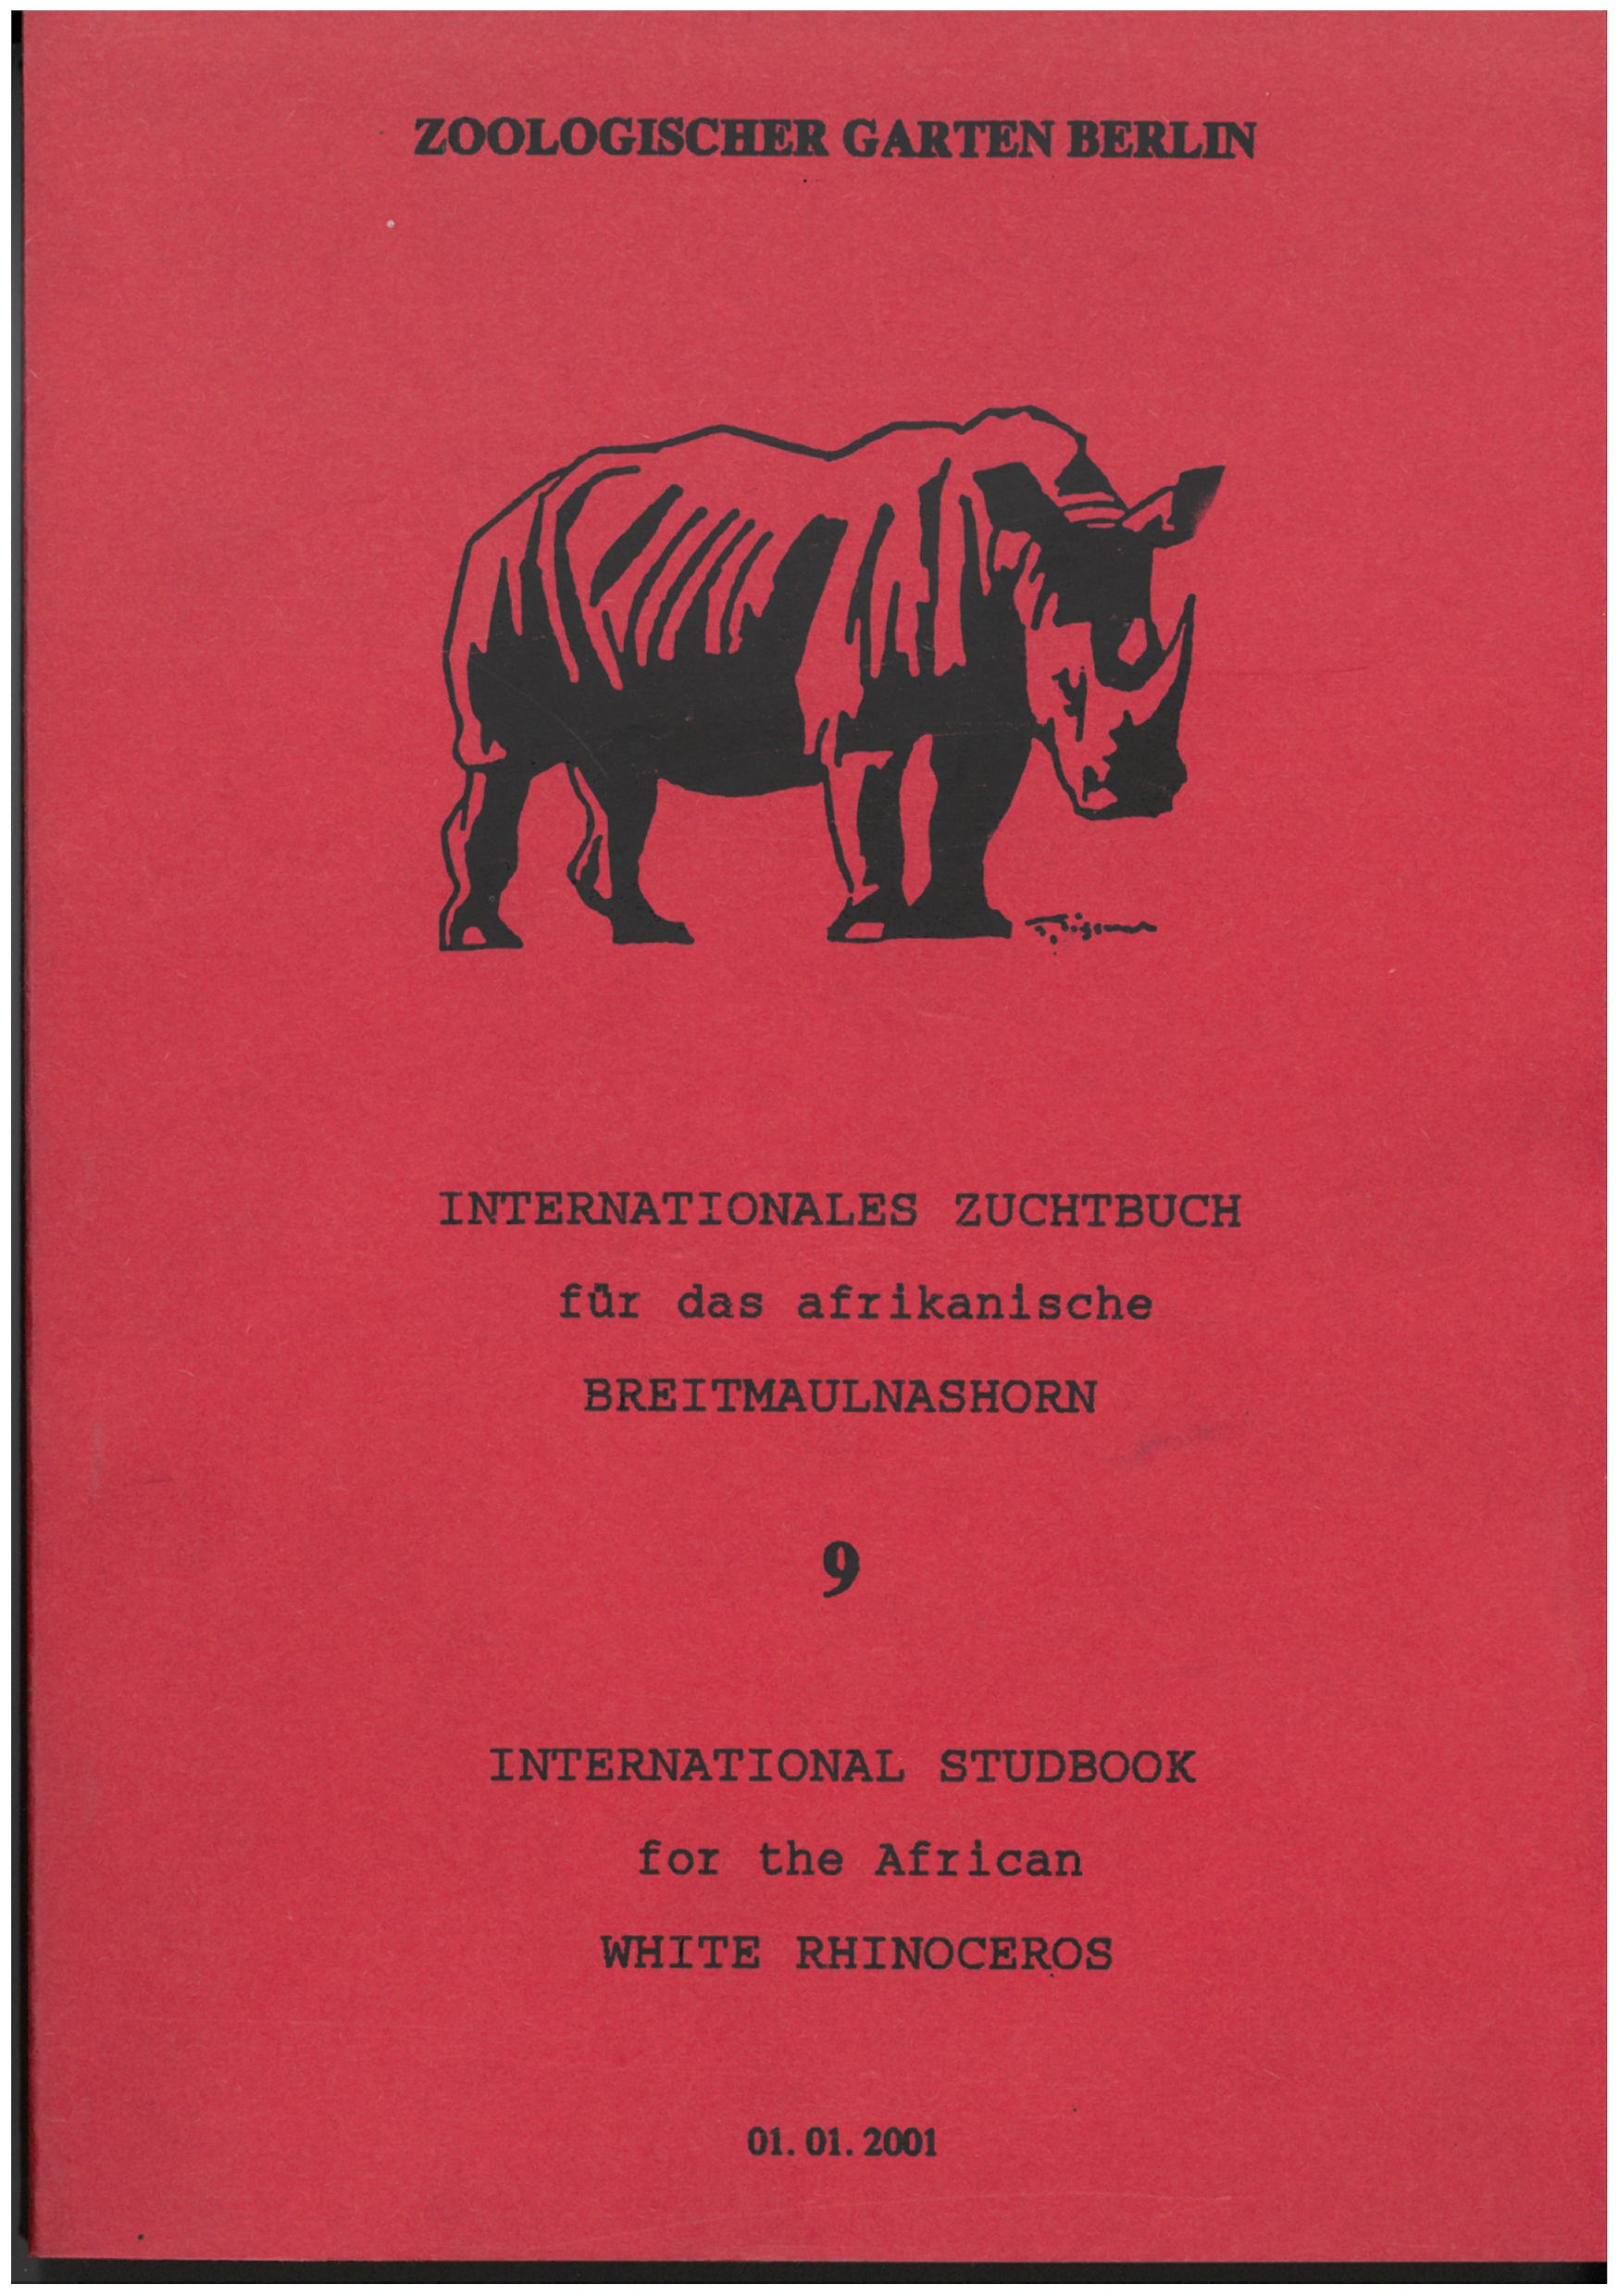 ZOOLOGISCHER GARTEN BERLIN
INTERNATIONALES ZUCHTBUCH
für das afrikanische
BREITMAULNASHORN
9
INTERNATIONAL STUDBOOK
for the African
WHITE RHINOCEROS
01. 01. 2001